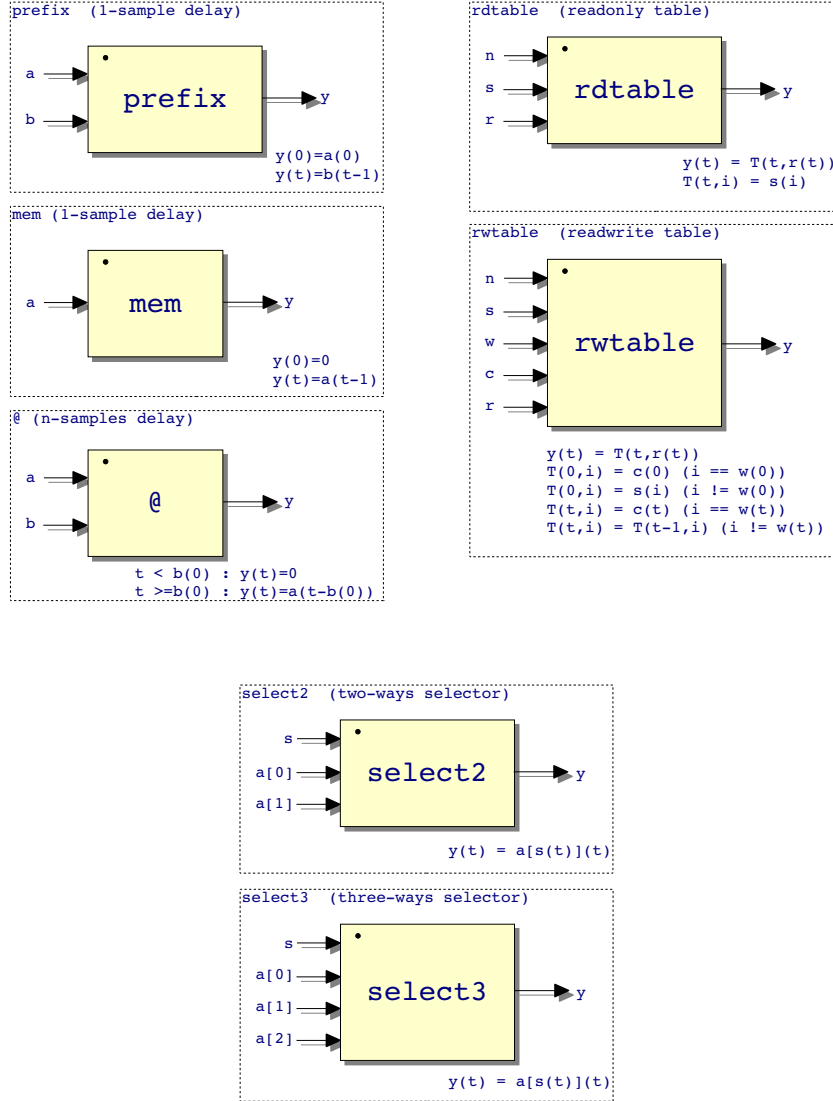 prefix  (1-sample delay)
a
b
prefix
y
y(0)=a(0)
y(t)=b(t-1)
mem (1-sample delay)
a
mem
y
y(0)=0
y(t)=a(t-1)
@ (n-samples delay)
a
b
@
y
t < b(0) : y(t)=0
t >=b(0) : y(t)=a(t-b(0))
rdtable  (readonly table)
n
s
r
rdtable
y
y(t) = T(t,r(t))
T(t,i) = s(i)
rwtable  (readwrite table)
n
s
w
c
r
rwtable
y
y(t) = T(t,r(t))
T(0,i) = c(0) (i == w(0))
T(0,i) = s(i) (i != w(0))
T(t,i) = c(t) (i == w(t))
T(t,i) = T(t-1,i) (i != w(t))
select2  (two-ways selector)
s
a[0]
a[1]
select2
y
y(t) = a[s(t)](t)
select3  (three-ways selector)
s
a[0]
a[1]
a[2]
select3
y
y(t) = a[s(t)](t)